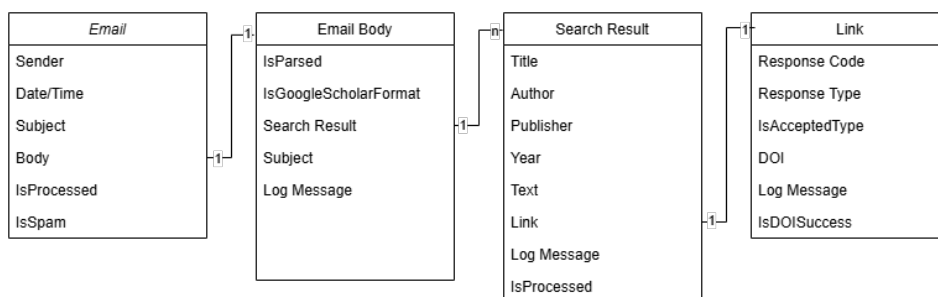 Email
Sender
Date/Time
Subject
Body
IsProcessed
IsSpam
1
1
Email Body
IsParsed
IsGoogleScholarFormat
Search Result
Subject
Log Message
1
n
Search Result
Title
Author
Publisher
Year
Text
Link
Log Message
IsProcessed
1
1
Link
Response Code
Response Type
IsAcceptedType
DOI
Log Message
IsDOISuccess